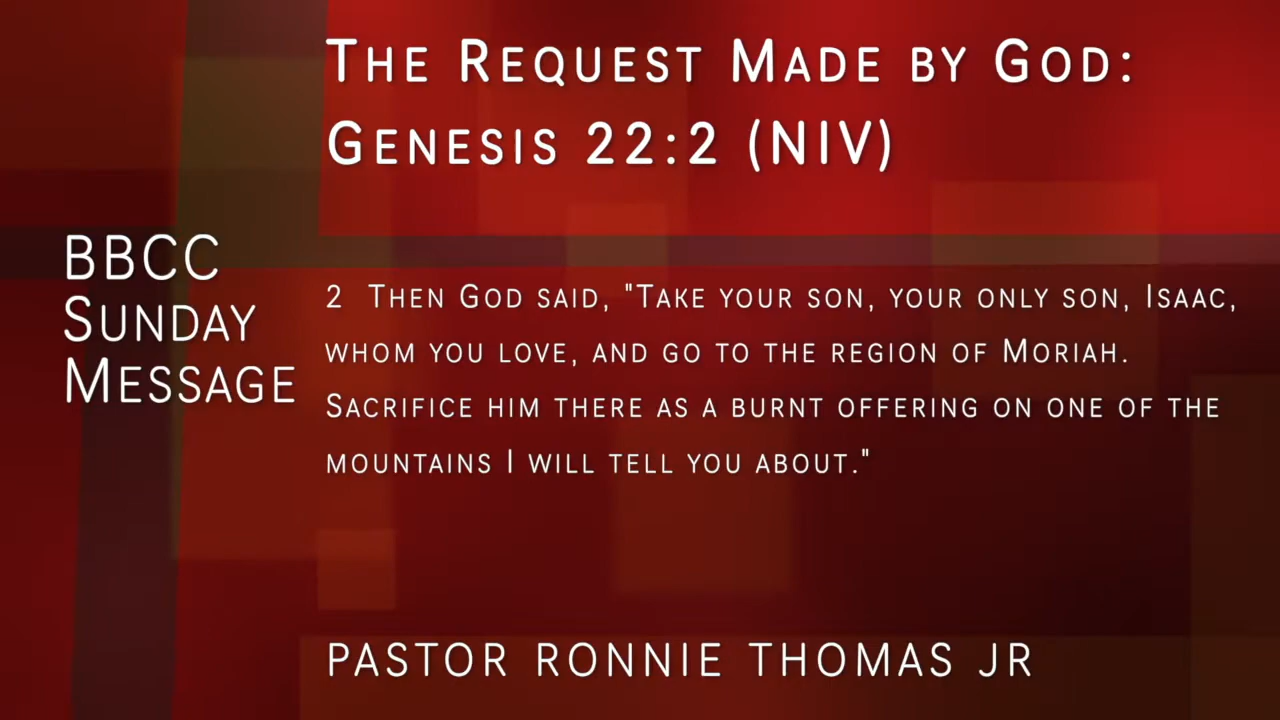 The Request Made by God:
Genesis 22:2 (NIV)
BBCC
Sunday
Message
2 Then God said, "Take your son, your only son, Isaac,
whom you love, and go to the region of Moriah.
Sacrifice him there as a burnt offering on one of the
mountains I will tell you about."
PASTOR RONNIE THOMAS JR